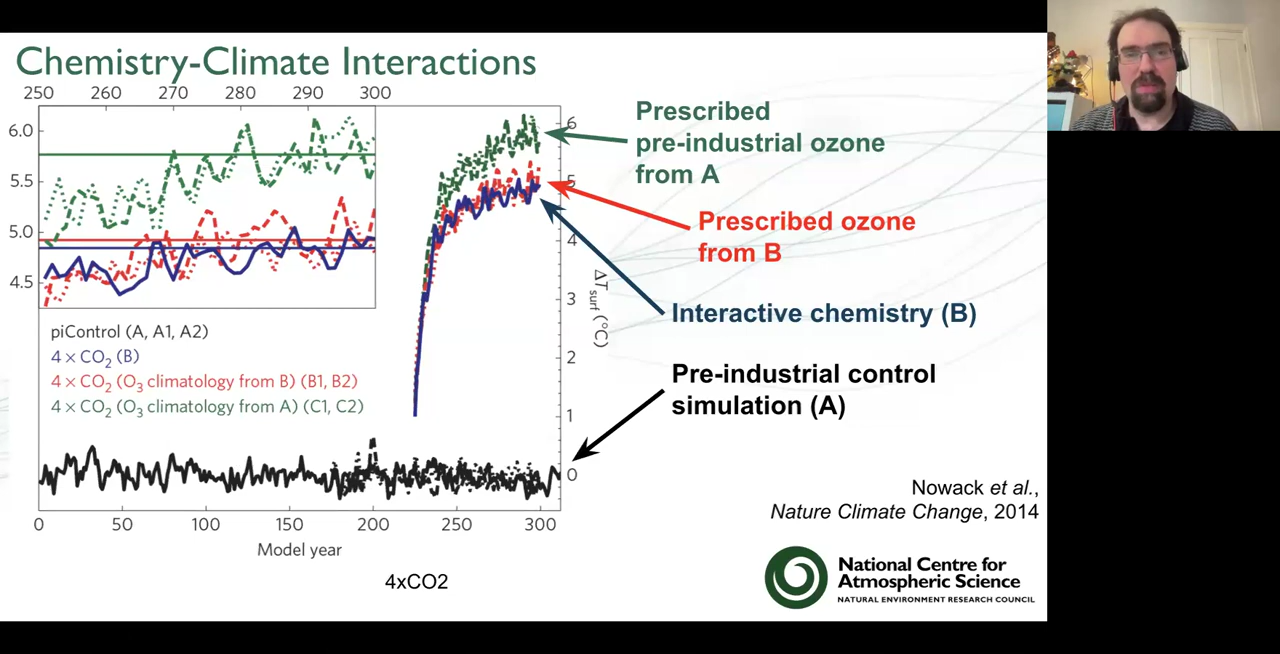 Chemistry-Climate Interactions
250 260 270 280 290 300
6.0
5.5
5.0
4.5
6
5
4
3
2
1
0
ΔTsurf (°C)
piControl (A, A1, A2)
4 × CO2 (B)
4 × CO2 (O3 climatology from B) (B1, B2)
4 × CO2 (O3 climatology from A) (C1, C2)
0 50 100 150 200 250 300
Model year
4xCO2
Prescribed
pre-industrial ozone
from A
Prescribed ozone
from B
Interactive chemistry (B)
Pre-industrial control
simulation (A)
Nowack et al.,
Nature Climate Change, 2014
National Centre for
Atmospheric Science
NATURAL ENVIRONMENT RESEARCH COUNCIL